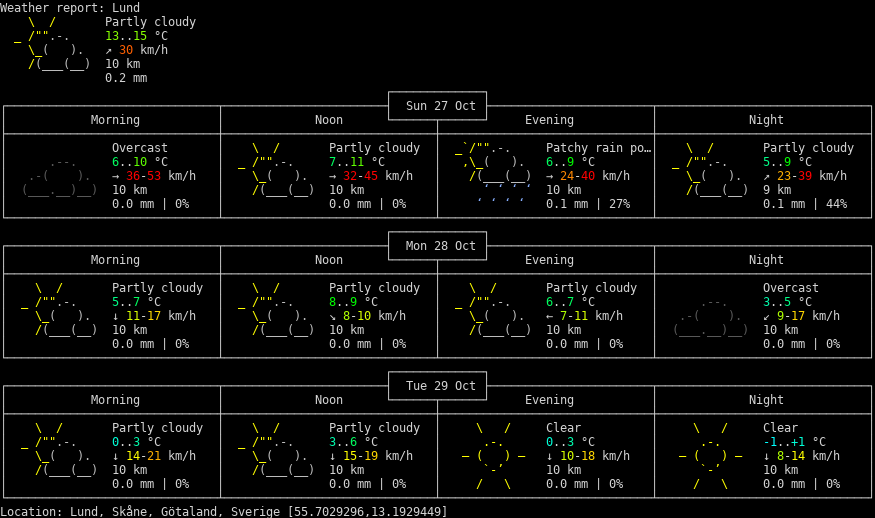 Weather report: Lund
Partly cloudy
13..15 °C
↗ 30 km/h
10 km
0.2 mm
Sun 27 Oct
Morning Noon Evening Night
Overcast Partly cloudy Patchy rain po… Partly cloudy
6..10 °C 7..11 °C 6..9 °C 5..9 °C
→ 36-53 km/h → 32-45 km/h → 24-40 km/h ↗ 23-39 km/h
10 km 10 km 10 km 9 km
0.0 mm | 0% 0.0 mm | 0% 0.1 mm | 27% 0.1 mm | 44%
Mon 28 Oct
Morning Noon Evening Night
Partly cloudy Partly cloudy Partly cloudy Overcast
5..7 °C 8..9 °C 6..7 °C 3..5 °C
↓ 11-17 km/h ↘ 8-10 km/h ← 7-11 km/h ↙ 9-17 km/h
10 km 10 km 10 km 10 km
0.0 mm | 0% 0.0 mm | 0% 0.0 mm | 0% 0.0 mm | 0%
Tue 29 Oct
Morning Noon Evening Night
Partly cloudy Partly cloudy Clear Clear
0..3 °C 3..6 °C 0..3 °C -1..+1 °C
↓ 14-21 km/h ↓ 15-19 km/h ↓ 10-18 km/h ↓ 8-14 km/h
10 km 10 km 10 km 10 km
0.0 mm | 0% 0.0 mm | 0% 0.0 mm | 0% 0.0 mm | 0%
Location: Lund, Skåne, Götaland, Sverige [55.7029296,13.1929449]